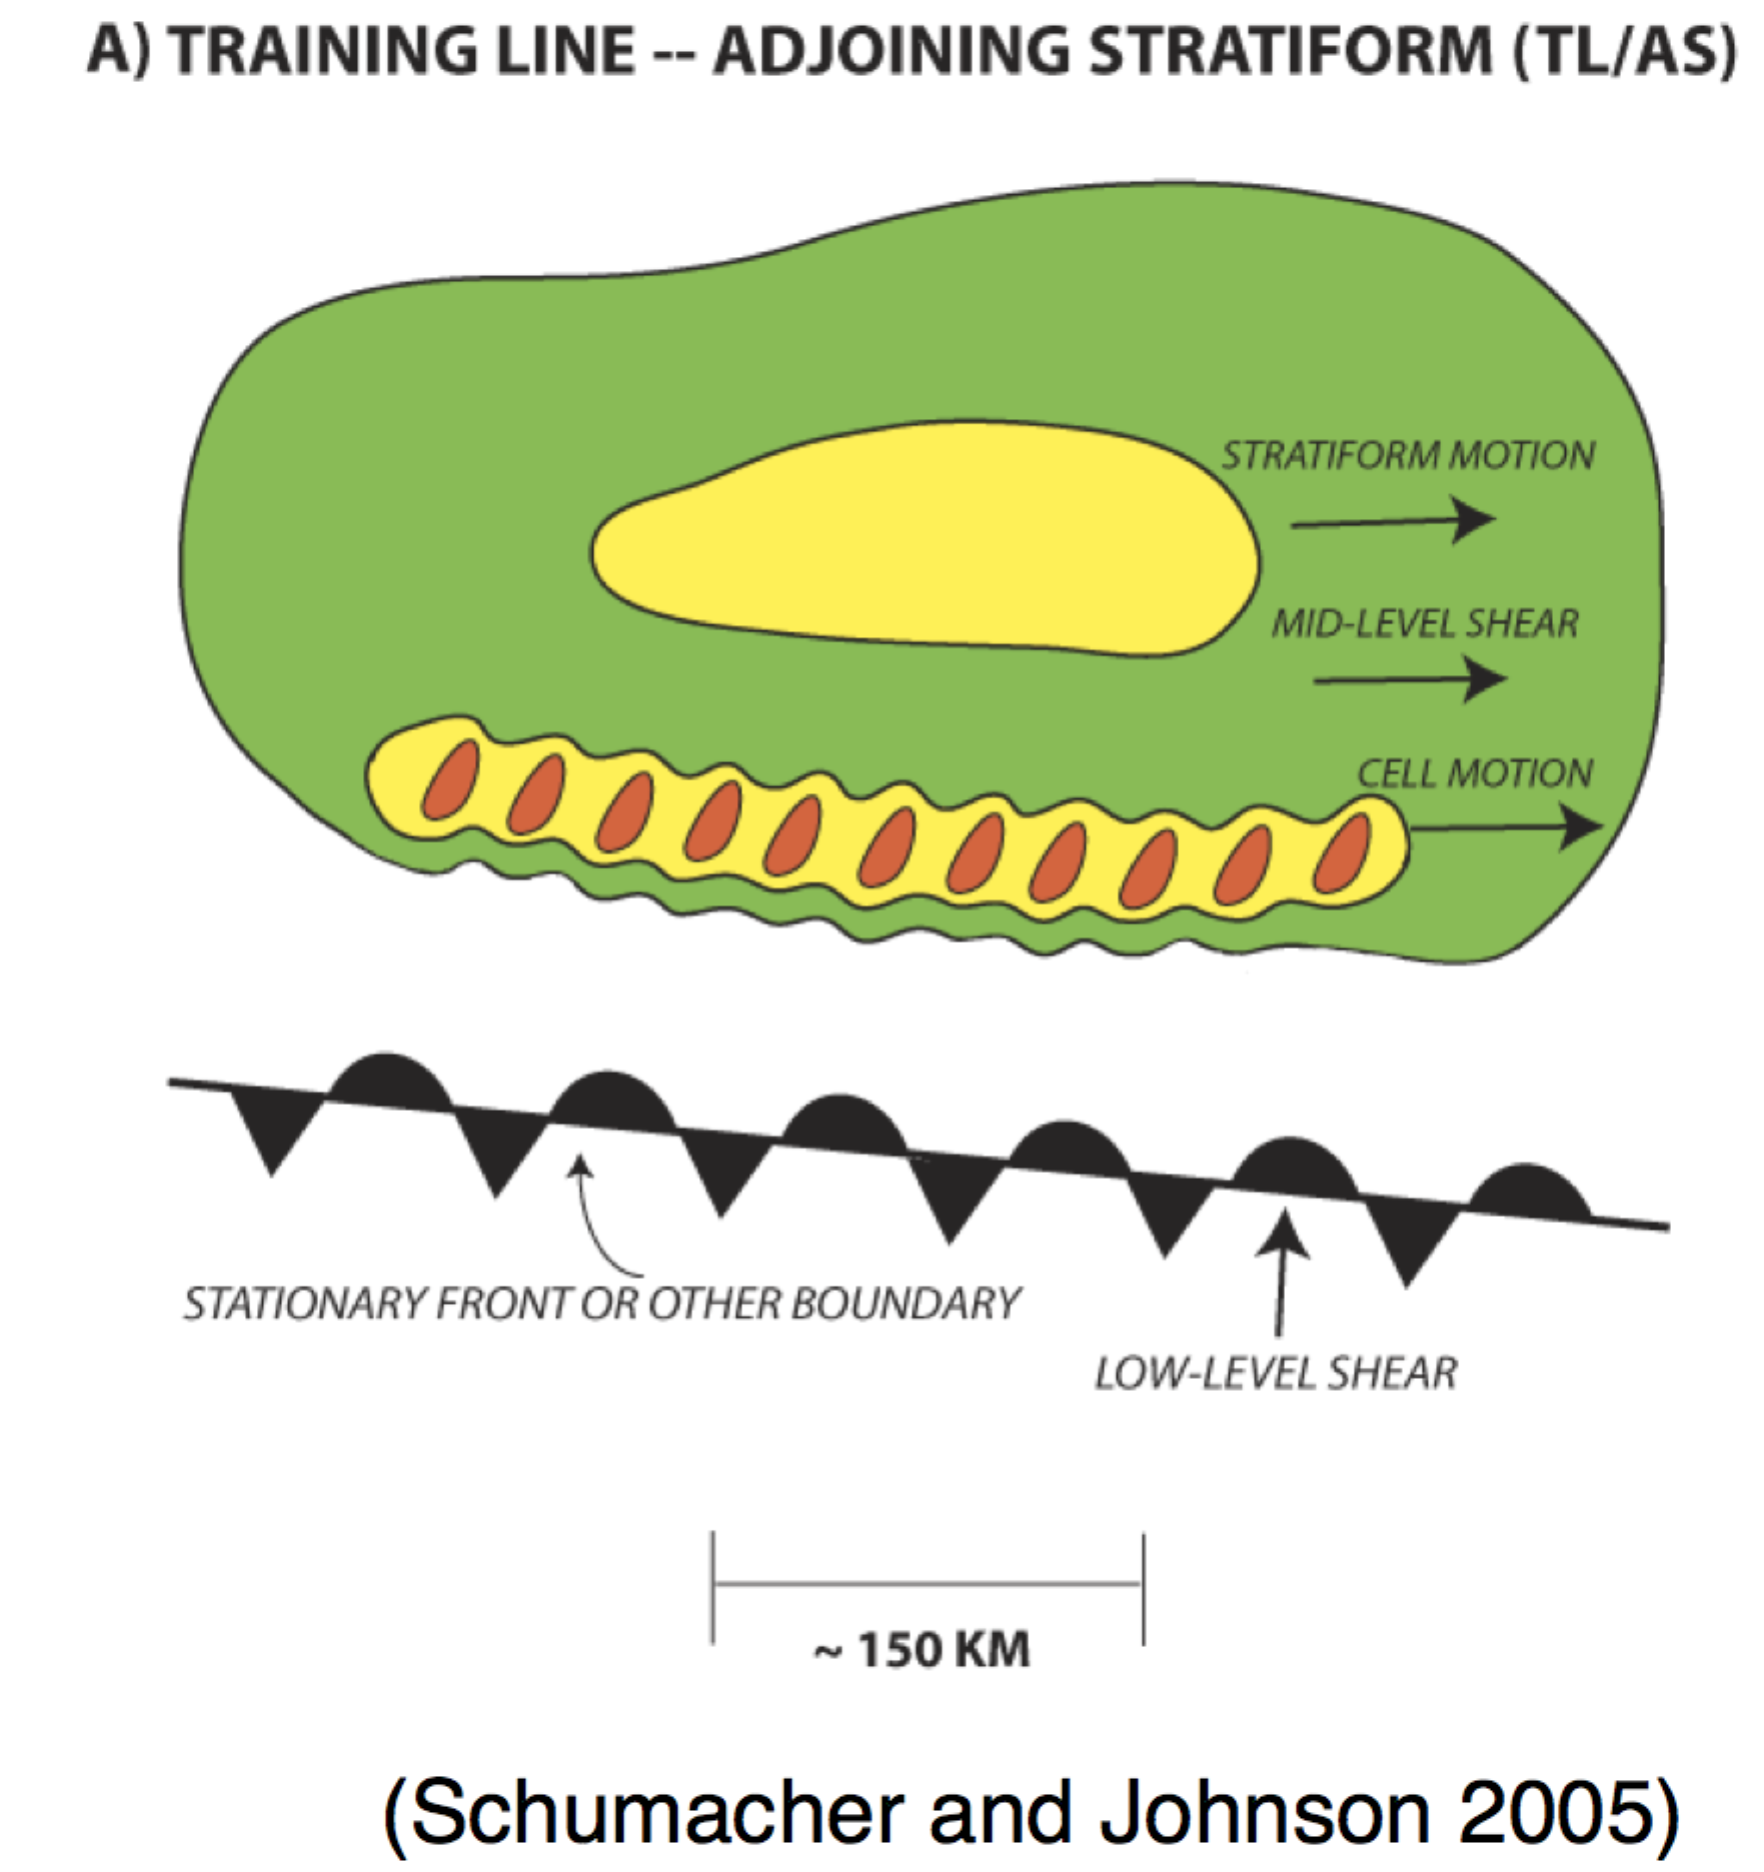 A) TRAINING LINE -- ADJOINING STRATIFORM (TL/AS)
STRATIFORM MOTION
MID-LEVEL SHEAR
CELL MOTION
STATIONARY FRONT OR OTHER BOUNDARY
LOW-LEVEL SHEAR
~ 150 KM
(Schumacher and Johnson 2005)